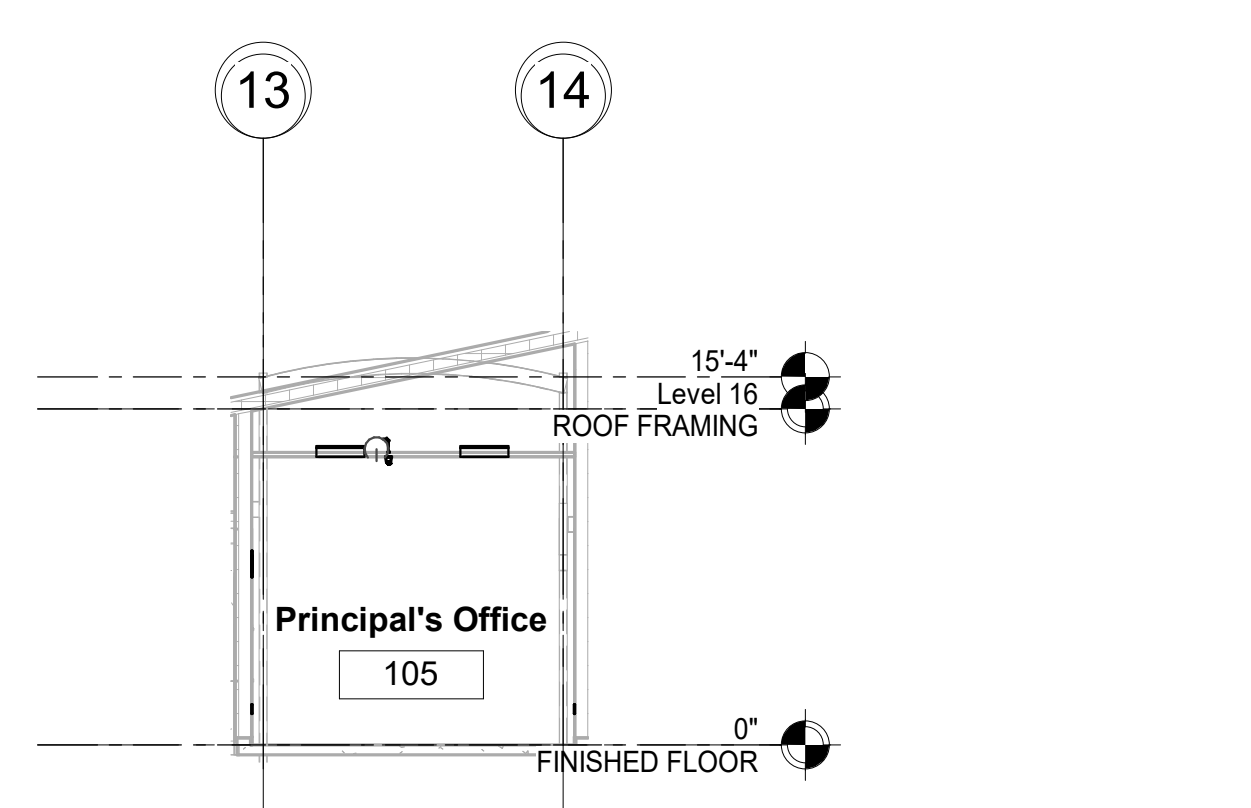 13
14
15'-4"
Level 16
ROOF FRAMING
Principal's Office
105
0"
FINISHED FLOOR